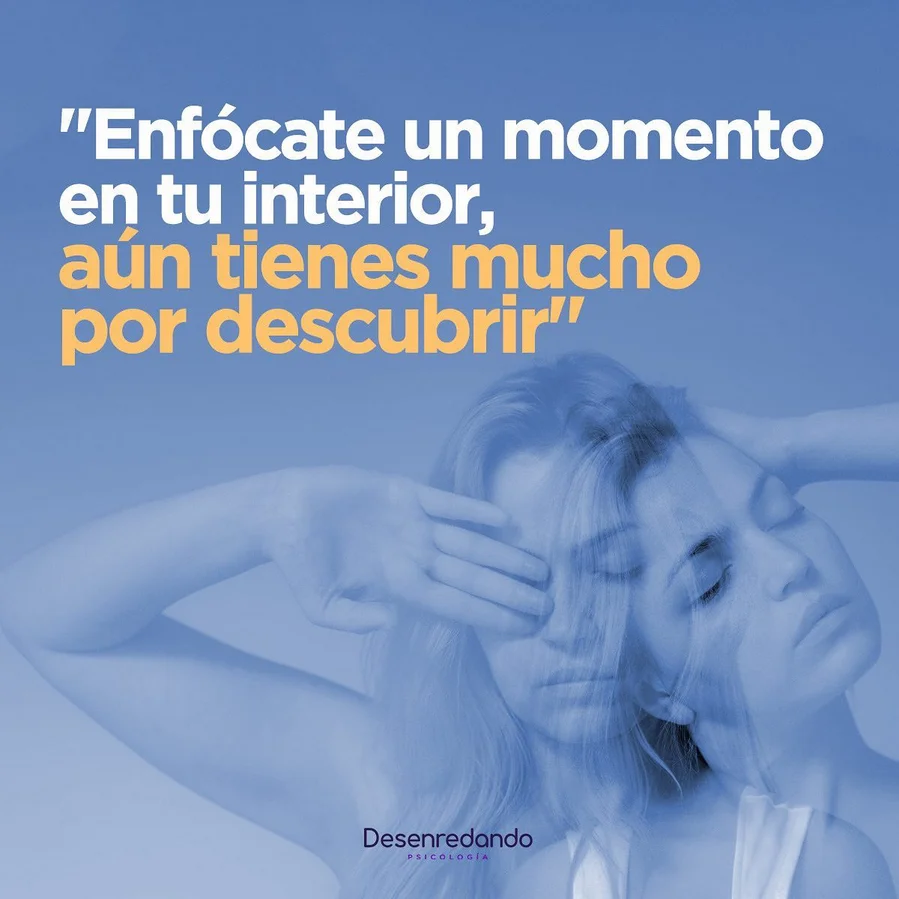 "Enfócate un momento
en tu interior,
aún tienes mucho
por descubrir"
Desenredando
PSICOLOGÍA